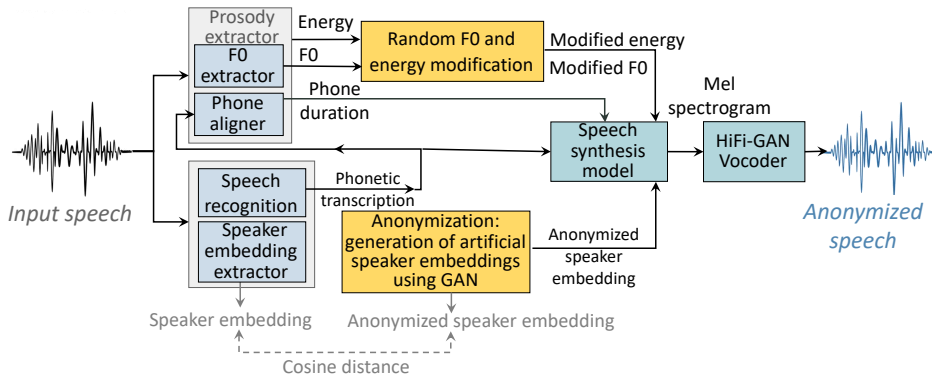 Prosody
extractor
F0
extractor
Phone
aligner
Energy
F0
Phone
duration
Random F0 and
energy modification
Modified energy
Modified F0
Mel
spectrogram
Speech
synthesis
model
HiFi-GAN
Vocoder
Input speech
Speech
recognition
Phonetic
transcription
Speaker
embedding
extractor
Anonymization:
generation of artificial
speaker embeddings
using GAN
Anonymized
speaker
embedding
Anonymized
speech
Speaker embedding
Anonymized speaker embedding
Cosine distance